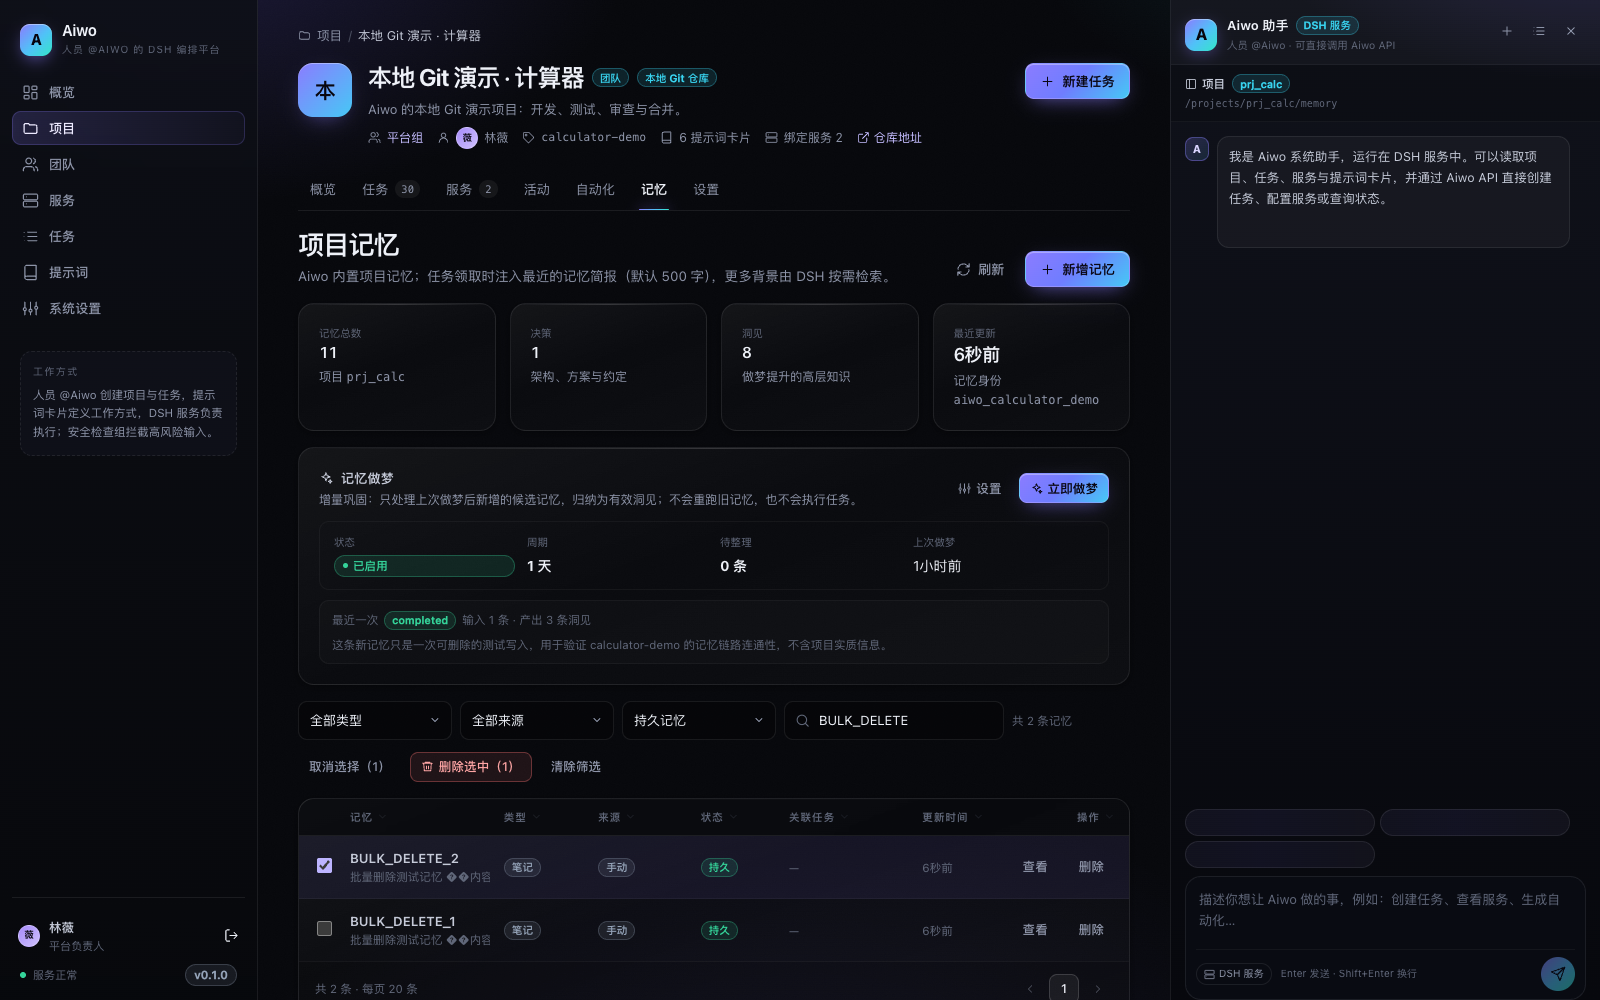 A
Aiwo
人员 @AIWO 的 DSH 编排平台
概览
项目
团队
服务
任务
提示词
系统设置
工作方式
人员 @Aiwo 创建项目与任务，提示
词卡片定义工作方式，DSH 服务负责
执行；安全检查组拦截高风险输入。
薇
林薇
平台负责人
服务正常
v0.1.0
项目 / 本地 Git 演示 · 计算器
本
本地 Git 演示 · 计算器
团队
本地 Git 仓库
Aiwo 的本地 Git 演示项目：开发、测试、审查与合并。
平台组
薇
林薇
calculator-demo
6 提示词卡片
绑定服务 2
仓库地址
新建任务
概览
任务 30
服务 2
活动
自动化
记忆
设置
项目记忆
Aiwo 内置项目记忆；任务领取时注入最近的记忆简报（默认 500 字），更多背景由 DSH 按需检索。
刷新
新增记忆
记忆总数
11
项目 prj_calc
决策
1
架构、方案与约定
洞见
8
做梦提升的高层知识
最近更新
6秒前
记忆身份
aiwo_calculator_demo
记忆做梦
增量巩固：只处理上次做梦后新增的候选记忆，归纳为有效洞见；不会重跑旧记忆，也不会执行任务。
设置
立即做梦
状态
已启用
周期
1 天
待整理
0 条
上次做梦
1小时前
最近一次 completed 输入 1 条 · 产出 3 条洞见
这条新记忆只是一次可删除的测试写入，用于验证 calculator-demo 的记忆链路连通性，不含项目实质信息。
全部类型
全部来源
持久记忆
BULK_DELETE
共 2 条记忆
取消选择（1）
删除选中（1）
清除筛选
记忆
类型
来源
状态
关联任务
更新时间
操作
BULK_DELETE_2
批量删除测试记忆 ��内容
笔记
手动
持久
—
6秒前
查看
删除
BULK_DELETE_1
批量删除测试记忆 ��内容
笔记
手动
持久
—
6秒前
查看
删除
共 2 条 · 每页 20 条
1
A
Aiwo 助手
DSH 服务
人员 @Aiwo · 可直接调用 Aiwo API
项目
prj_calc
/projects/prj_calc/memory
A
我是 Aiwo 系统助手，运行在 DSH 服务中。可以读取项
目、任务、服务与提示词卡片，并通过 Aiwo API 直接创建
任务、配置服务或查询状态。
描述你想让 Aiwo 做的事，例如：创建任务、查看服务、生成自
动化...
DSH 服务
Enter 发送 · Shift+Enter 换行